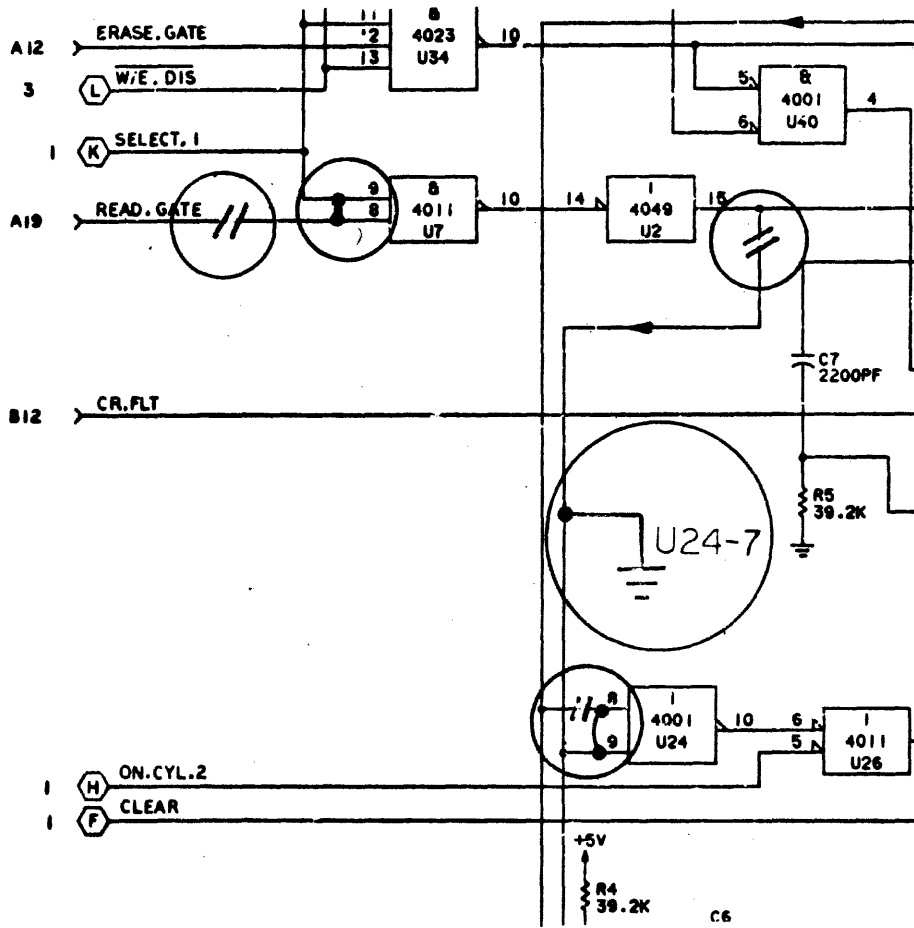 11
A12 ERASE.GATE 12 & 4023 U34 10
13
3 L W/E.DIS
5 & 4001 U40 4
6
1 K SELECT.1
9 & 4011 U7 10 14 1 4049 U2 15
A19 READ.GATE 8
C7
2200PF
B12 CR.FLT
R5
39.2K
U24-7
8 1 4001 U24 10 6 1 4011 U26
9 5
1 H ON.CYL.2
1 F CLEAR
+5V
R4
39.2K
C6